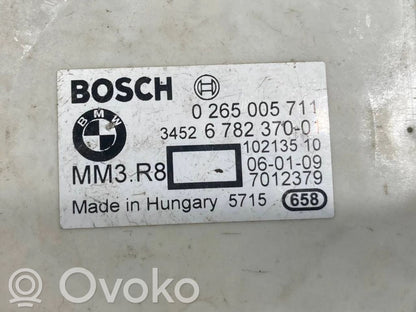 BOSCH
BMW
0 265 005 711
3452 6 782 370-01
102135 10
MM3.R8
06-01-09
7012379
Made in Hungary 5715 658
OVOKO